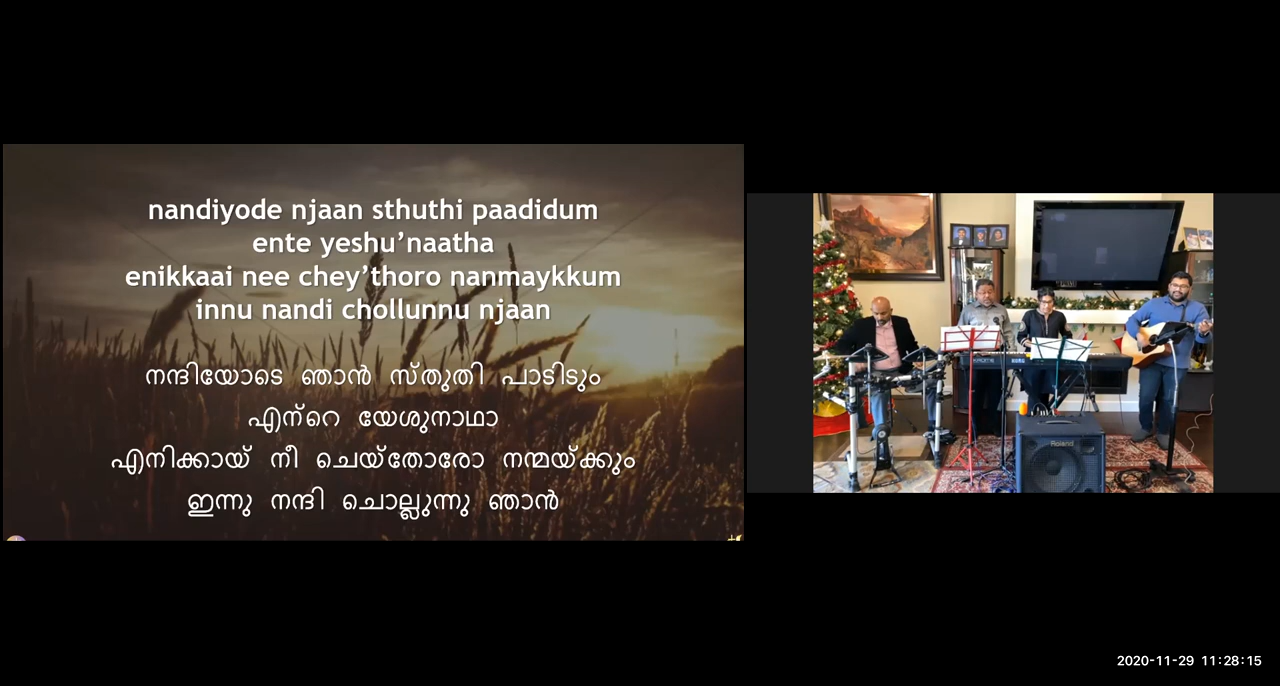 nandiyode njaan sthuthi paadidum
ente yeshu’naatha
enikkaai nee chey’thoro nanmaykkum
innu nandi chollunnu njaan
നന്ദിയോടെ ഞാൻ സ്തുതി പാടിടും
എന്റെ യേശുനാഥാ
എനിക്കായ് നീ ചെയ്തോരോ നന്മയ്ക്കും
ഇന്നു നന്ദി ചൊല്ലുന്നു ഞാൻ
Roland
2020-11-29 11:28:15